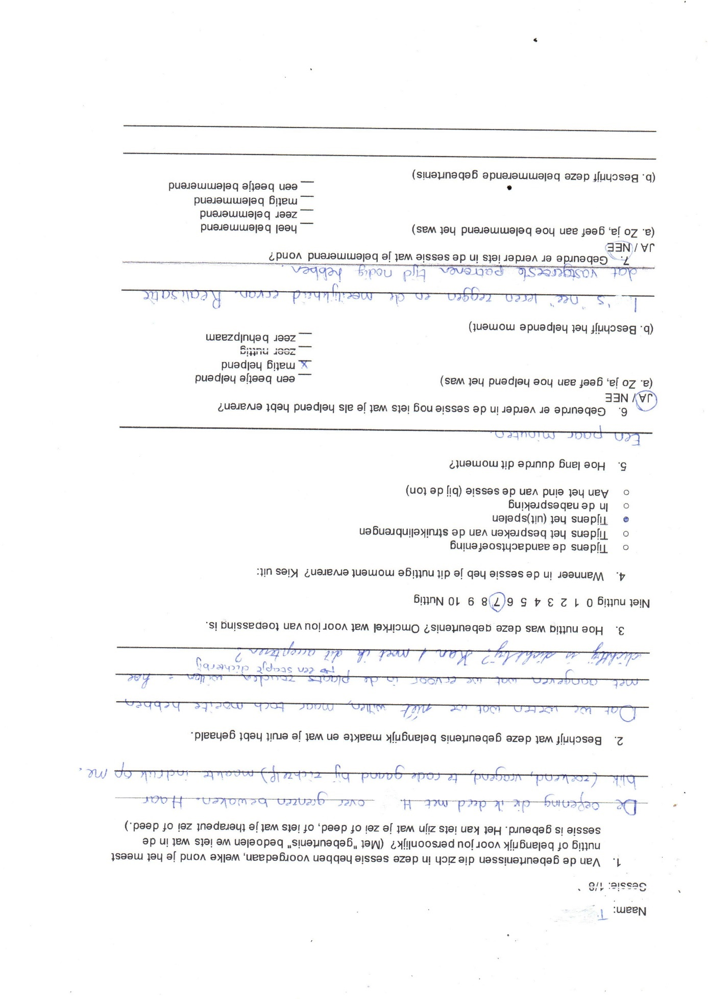 Naam: T
Sessie: 1/8
1. Van de gebeurtenissen die zich in deze sessie hebben voorgedaan, welke vond je het meest
nuttig of belangrijk voor jou persoonlijk? (Met "gebeurtenis" bedoelen we iets wat in de
sessie is gebeurd. Het kan iets zijn wat je zei of deed, of iets wat je therapeut zei of deed.)
De oefening die ik deed met H. over grenzen bewaken. Haar
blik (zoekend, vragend, te rade gaand bij zichzelf) maakte indruk op me.
2. Beschrijf wat deze gebeurtenis belangrijk maakte en wat je eruit hebt gehaald.
Dat we weten wat we niet willen, maar toch moeite hebben
met aangeven wat we ervoor in de plaats zouden willen = hoe
een stapje dichterbij
dichtbij is dichtbij? Kan / moet ik dit accepteren?
3. Hoe nuttig was deze gebeurtenis? Omcirkel wat voor jou van toepassing is.
Niet nuttig 0 1 2 3 4 5 6 7 8 9 10 Nuttig
4. Wanneer in de sessie heb je dit nuttige moment ervaren? Kies uit:
○ Tijdens de aandachtsoefening
○ Tijdens het bespreken van de struikelinbrengen
● Tijdens het (uit)spelen
○ In de nabespreking
○ Aan het eind van de sessie (bij de ton)
5. Hoe lang duurde dit moment?
Een paar minuten.
6. Gebeurde er verder in de sessie nog iets wat je als helpend hebt ervaren?
JA / NEE
(a. Zo ja, geef aan hoe helpend het was) __ een beetje helpend
x matig helpend
__ zeer nuttig
__ zeer behulpzaam
(b. Beschrijf het helpende moment)
's "nee" leren zeggen en de moeilijkheid ervan. Realisatie
dat vastgeroeste patronen tijd nodig hebben.
7. Gebeurde er verder iets in de sessie wat je belemmerend vond?
JA / NEE
(a. Zo ja, geef aan hoe belemmerend het was) __ heel belemmerend
__ zeer belemmerend
__ matig belemmerend
__ een beetje belemmerend
(b. Beschrijf deze belemmerende gebeurtenis)